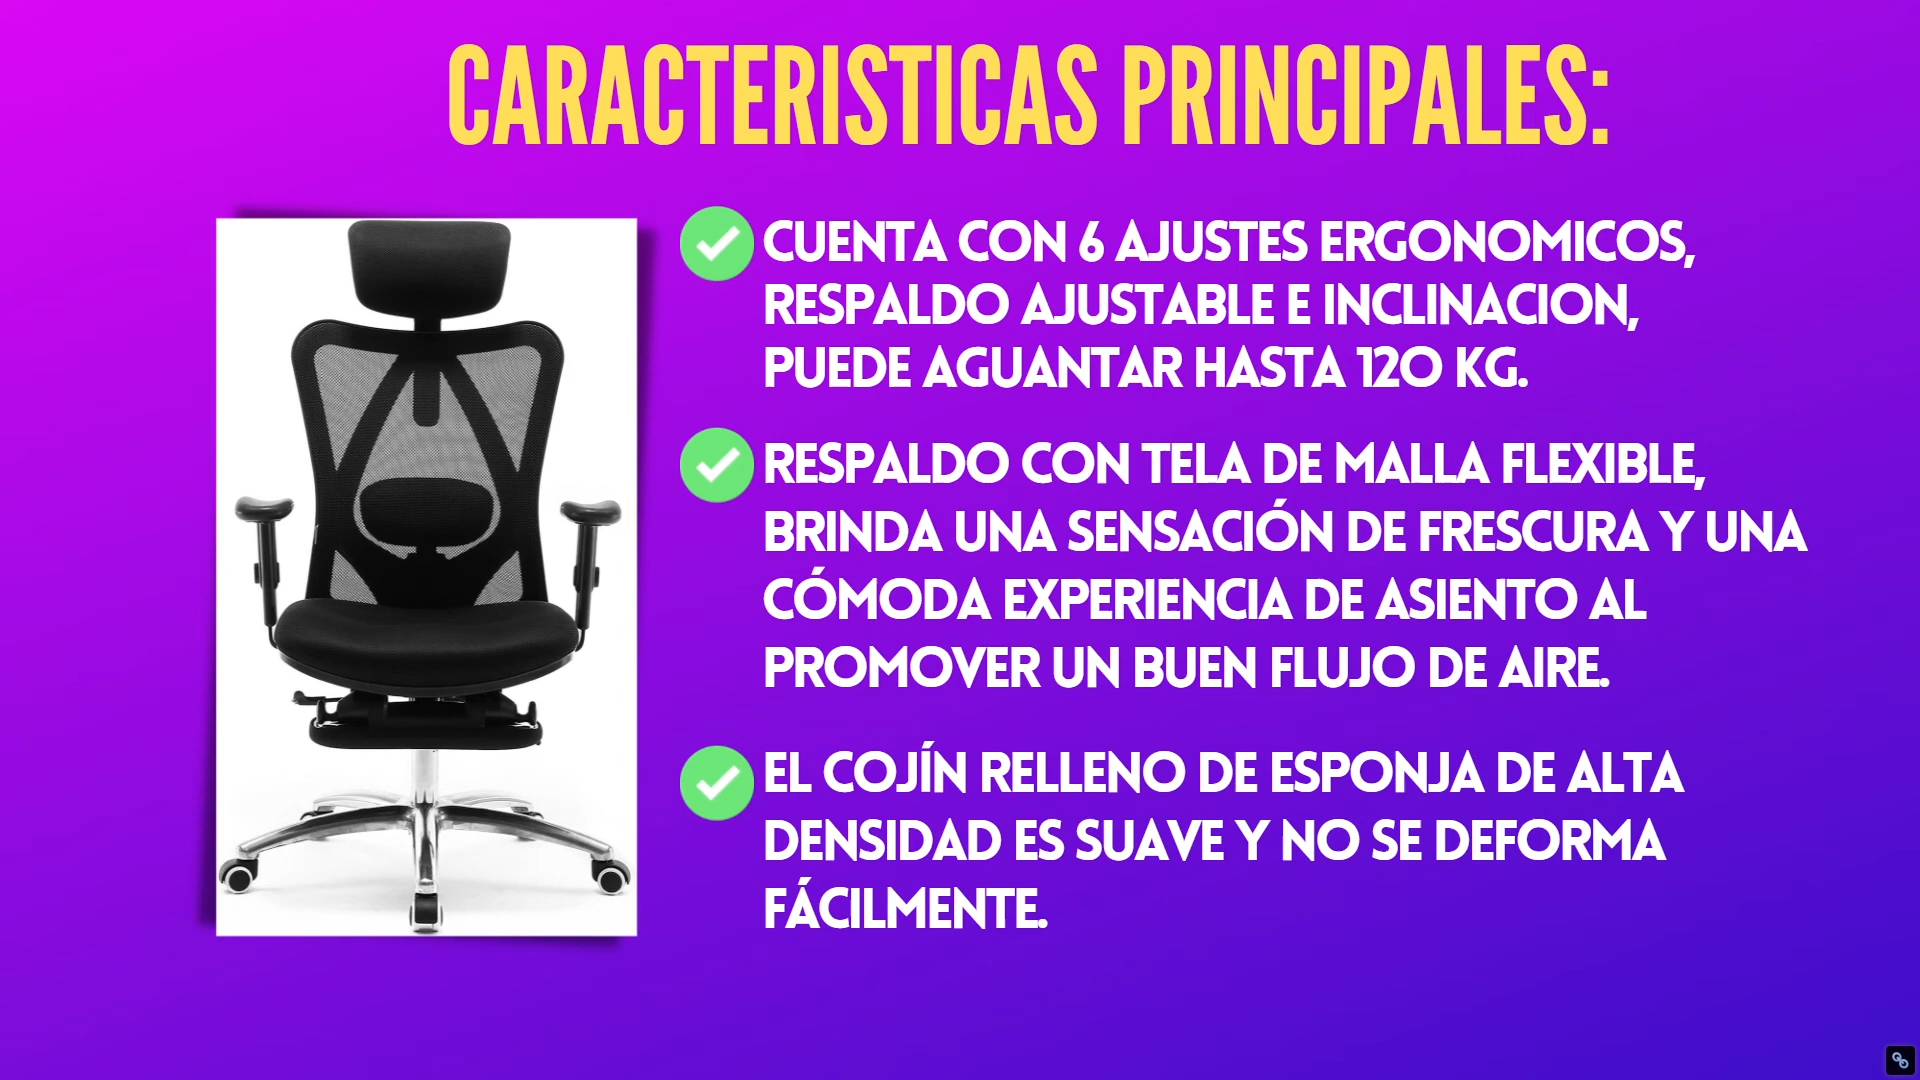 CARACTERISTICAS PRINCIPALES:
CUENTA CON 6 AJUSTES ERGONOMICOS,
RESPALDO AJUSTABLE E INCLINACION,
PUEDE AGUANTAR HASTA 120 KG.
RESPALDO CON TELA DE MALLA FLEXIBLE,
BRINDA UNA SENSACIÓN DE FRESCURA Y UNA
CÓMODA EXPERIENCIA DE ASIENTO AL
PROMOVER UN BUEN FLUJO DE AIRE.
EL COJÍN RELLENO DE ESPONJA DE ALTA
DENSIDAD ES SUAVE Y NO SE DEFORMA
FÁCILMENTE.